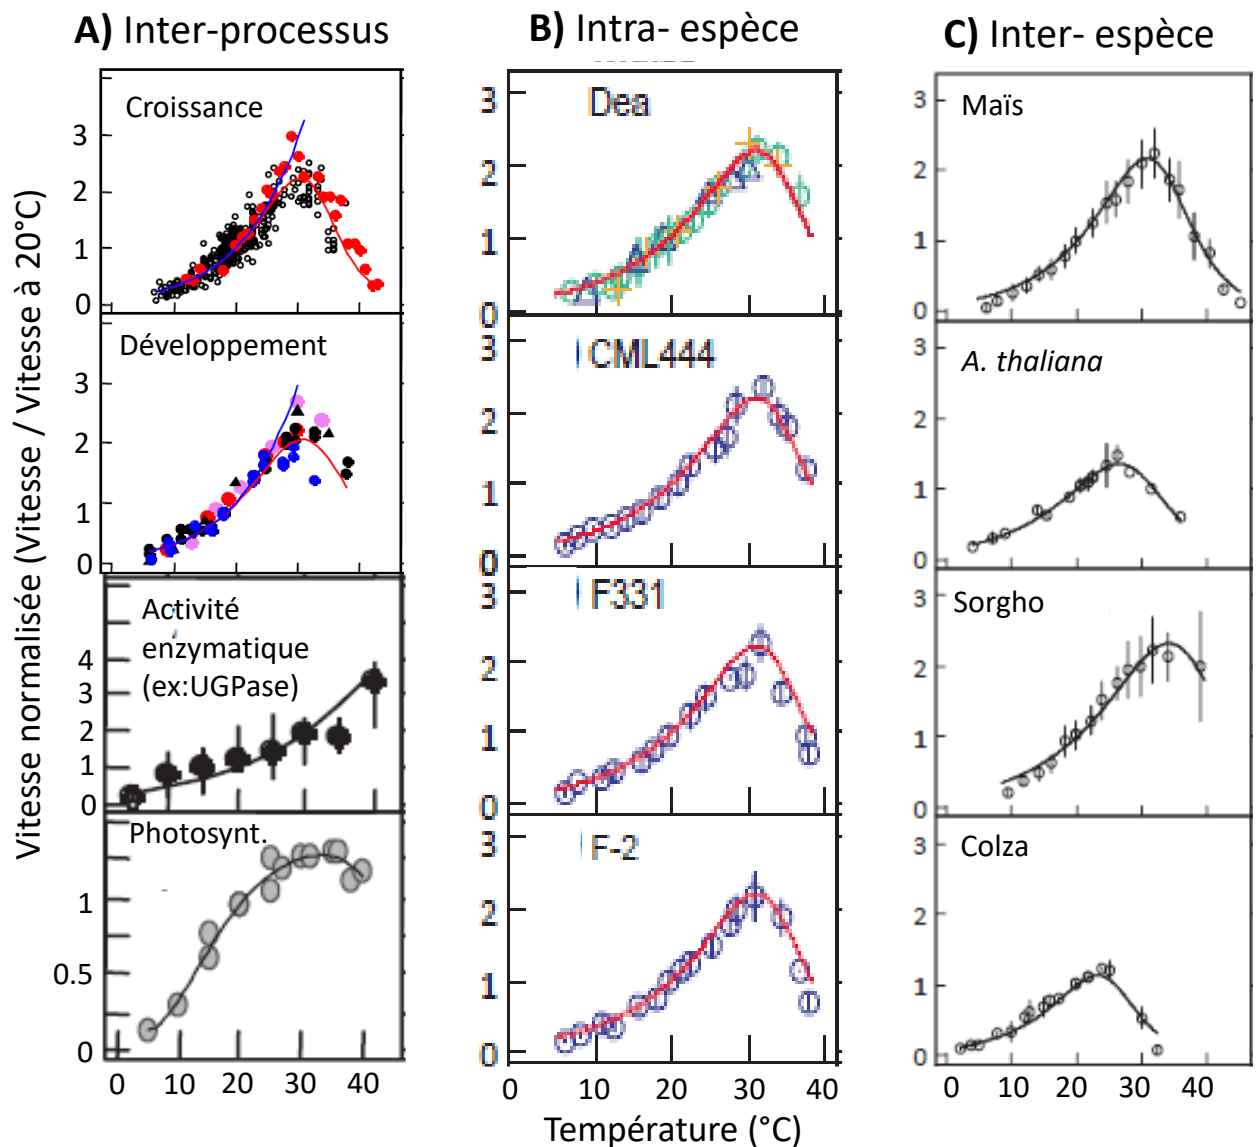 A) Inter-processus
B) Intra- espèce
C) Inter- espèce
Vitesse normalisée (Vitesse / Vitesse à 20°C)
Croissance
3
2
1
0
Développement
3
2
1
0
Activité
enzymatique
(ex:UGPase)
4
3
2
1
0
Photosynt.
1
0.5
0
0 10 20 30 40
Dea
3
2
1
0
CML444
3
2
1
0
F331
3
2
1
0
F-2
3
2
1
0
0 10 20 30 40
Température (°C)
Maïs
3
2
1
0
A. thaliana
3
2
1
0
Sorgho
3
2
1
0
Colza
3
2
1
0
0 10 20 30 40